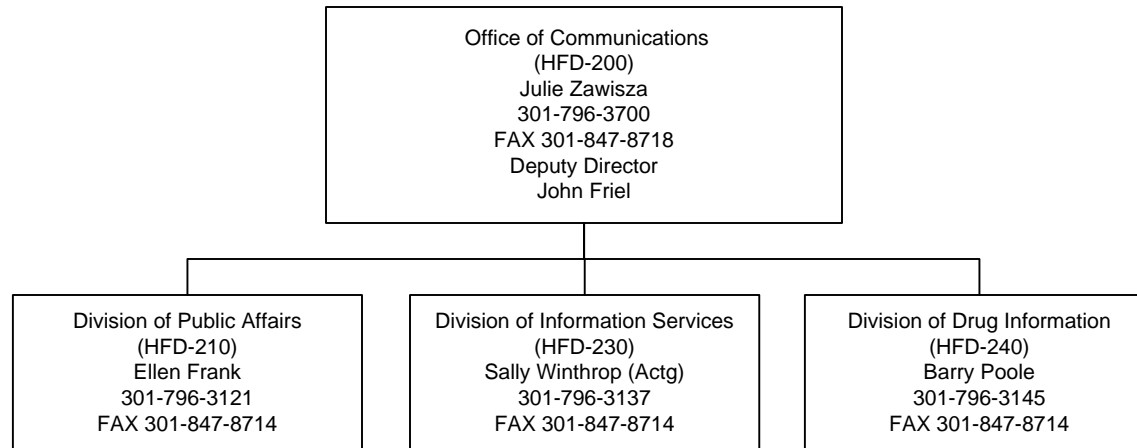 Office of Communications
(HFD-200)
Julie Zawisza
301-796-3700
FAX 301-847-8718
Deputy Director
John Friel
Division of Public Affairs
(HFD-210)
Ellen Frank
301-796-3121
FAX 301-847-8714
Division of Information Services
(HFD-230)
Sally Winthrop (Actg)
301-796-3137
FAX 301-847-8714
Division of Drug Information
(HFD-240)
Barry Poole
301-796-3145
FAX 301-847-8714